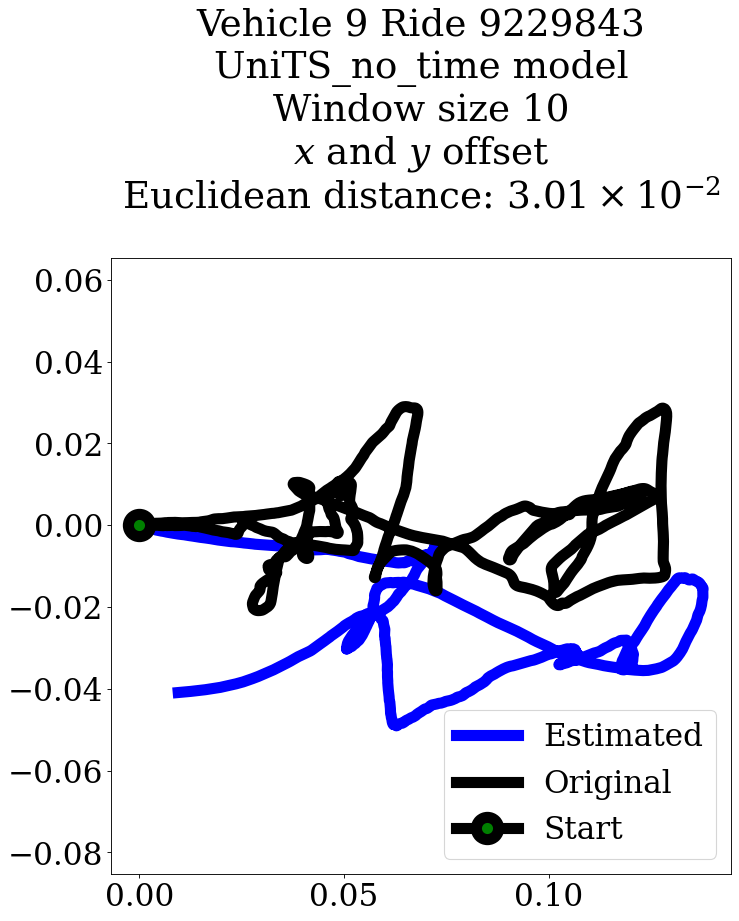 Vehicle 9 Ride 9229843
UniTS_no_time model
Window size 10
x and y offset
Euclidean distance: 3.01 × 10⁻²
0.06
0.04
0.02
0.00
−0.02
−0.04
−0.06
−0.08
0.00 0.05 0.10
Estimated
Original
Start